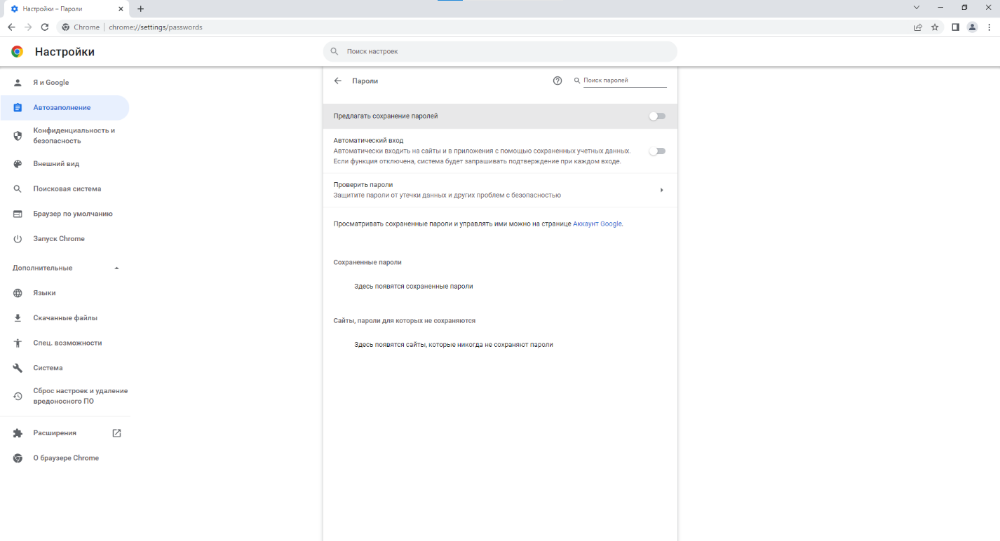 Настройки – Пароли
Chrome
chrome://settings/passwords
Настройки
Поиск настроек
Я и Google
Автозаполнение
Конфиденциальность и
безопасность
Внешний вид
Поисковая система
Браузер по умолчанию
Запуск Chrome
Дополнительные
Языки
Скачанные файлы
Спец. возможности
Система
Сброс настроек и удаление
вредоносного ПО
Расширения
О браузере Chrome
Пароли
Поиск паролей
Предлагать сохранение паролей
Автоматический вход
Автоматически входить на сайты и в приложения с помощью сохраненных учетных данных.
Если функция отключена, система будет запрашивать подтверждение при каждом входе.
Проверить пароли
Защитите пароли от утечки данных и других проблем с безопасностью
Просматривать сохраненные пароли и управлять ими можно на странице Аккаунт Google.
Сохраненные пароли
Здесь появятся сохраненные пароли
Сайты, пароли для которых не сохраняются
Здесь появятся сайты, которые никогда не сохраняют пароли